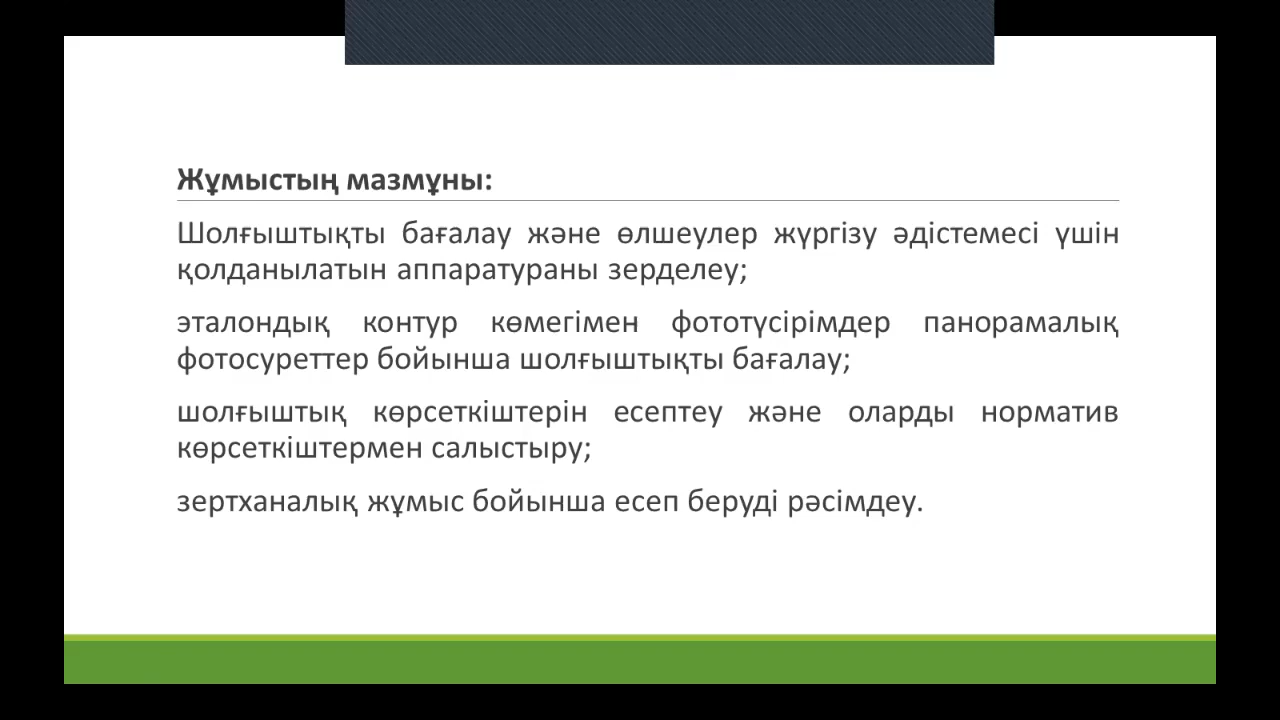 Жұмыстың мазмұны:
Шолғыштықты бағалау және өлшеулер жүргізу әдістемесі үшін
қолданылатын аппаратураны зерделеу;
эталондық контур көмегімен фототүсірімдер панорамалық
фотосуреттер бойынша шолғыштықты бағалау;
шолғыштық көрсеткіштерін есептеу және оларды норматив
көрсеткіштермен салыстыру;
зертханалық жұмыс бойынша есеп беруді рәсімдеу.